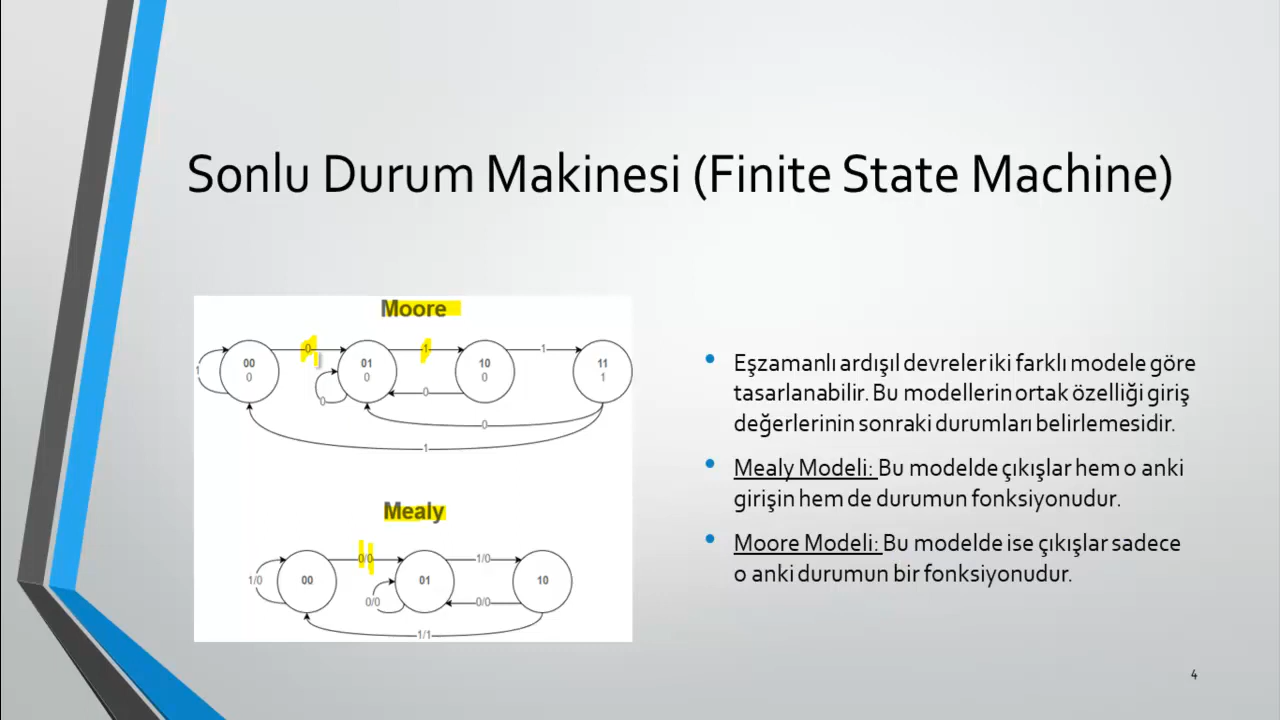 Sonlu Durum Makinesi (Finite State Machine)
Moore
0
1
1
00
0
01
0
10
0
11
1
1
0
0
0
1
Mealy
0/0
1/0
1/0
00
01
10
0/0
0/0
1/1
Eşzamanlı ardışıl devreler iki farklı modele göre
tasarlanabilir. Bu modellerin ortak özelliği giriş
değerlerinin sonraki durumları belirlemesidir.
Mealy Modeli: Bu modelde çıkışlar hem o anki
girişin hem de durumun fonksiyonudur.
Moore Modeli: Bu modelde ise çıkışlar sadece
o anki durumun bir fonksiyonudur.
4